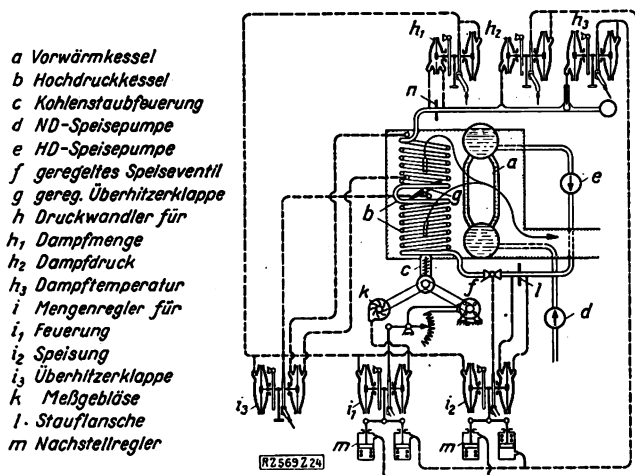 a Vorwärmkessel
b Hochdruckkessel
c Kohlenstaubfeuerung
d ND-Speisepumpe
e HD-Speisepumpe
f geregeltes Speiseventil
g gereg. Überhitzerklappe
h Druckwandler für
h₁ Dampfmenge
h₂ Dampfdruck
h₃ Dampftemperatur
i Mengenregler für
i₁ Feuerung
i₂ Speisung
i₃ Überhitzerklappe
k Meßgebläse
l Stauflansche
m Nachstellregler
h₁
h₂
h₃
n
a
e
b
g
c
f
l
k
d
i₃
i₁
i₂
m
m
RZ569Z24